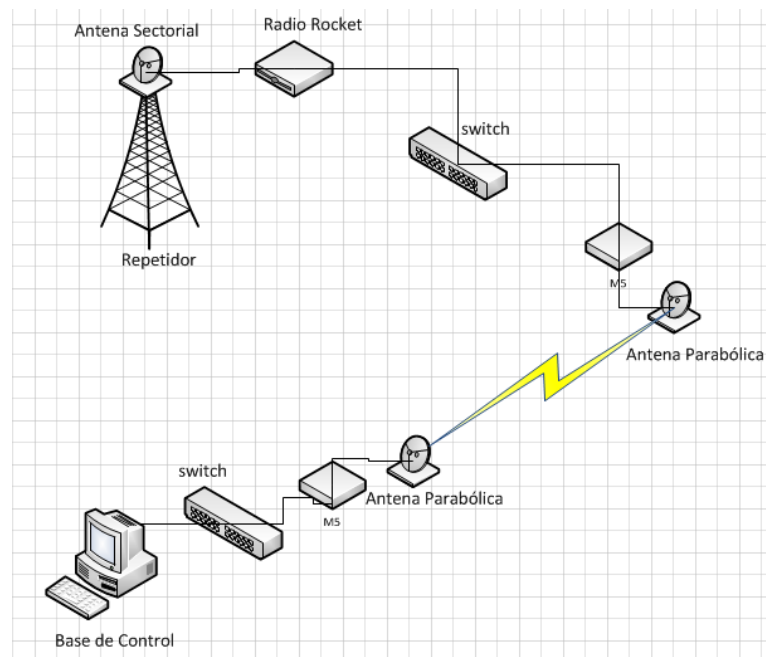 Radio Rocket
Antena Sectorial
switch
Repetidor
M5
Antena Parabólica
switch
Antena Parabólica
M5
Base de Control